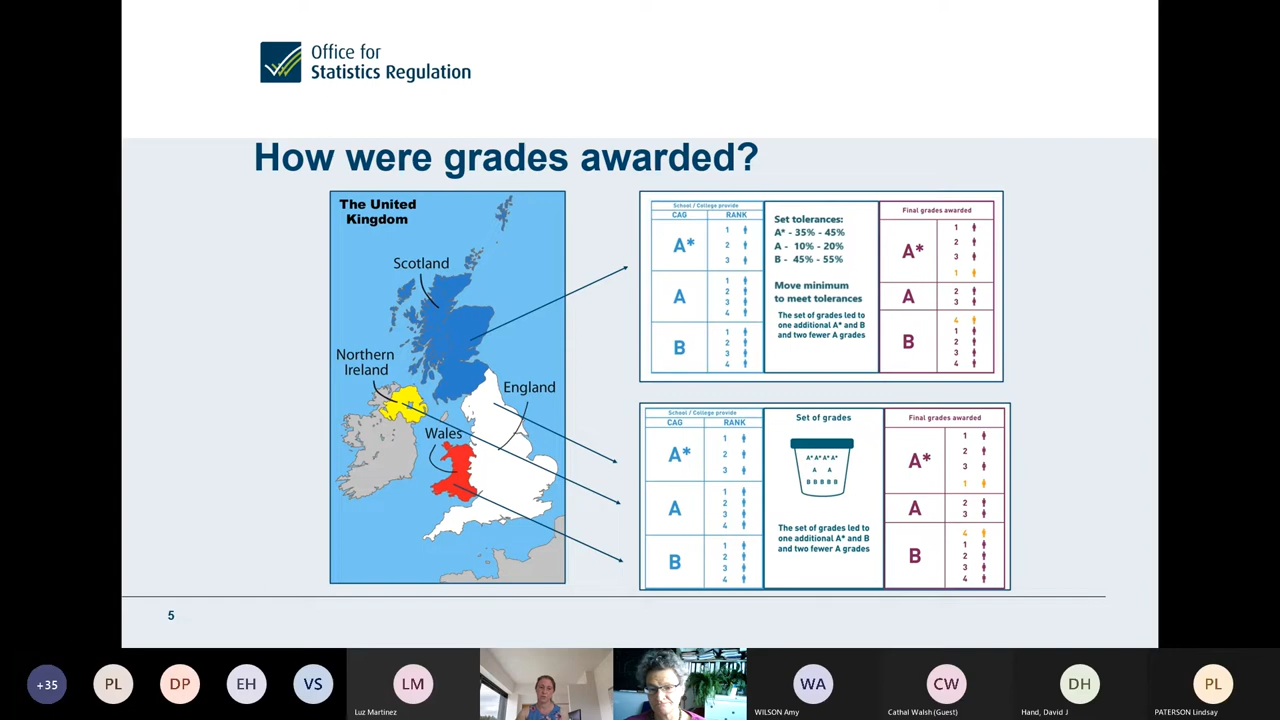 Office for
Statistics Regulation
How were grades awarded?
The United
Kingdom
Scotland
Northern
Ireland
England
Wales
School / College provide
CAG RANK
A*
1
2
3
A
1
2
3
4
B
1
2
3
4
Set tolerances:
A* - 35% - 45%
A - 10% - 20%
B - 45% - 55%
Move minimum
to meet tolerances
The set of grades led to
one additional A* and B
and two fewer A grades
Final grades awarded
A*
1
2
3
1
A
2
3
B
4
1
2
3
4
School / College provide
CAG RANK
A*
1
2
3
A
1
2
3
4
B
1
2
3
4
Set of grades
A* A* A* A*
A A
B B B B B
The set of grades led to
one additional A* and B
and two fewer A grades
Final grades awarded
A*
1
2
3
1
A
2
3
B
4
1
2
3
4
5
+35
PL
DP
EH
VS
LM
Luz Martinez
WA
WILSON Amy
CW
Cathal Walsh (Guest)
DH
Hand, David J
PL
PATERSON Lindsay